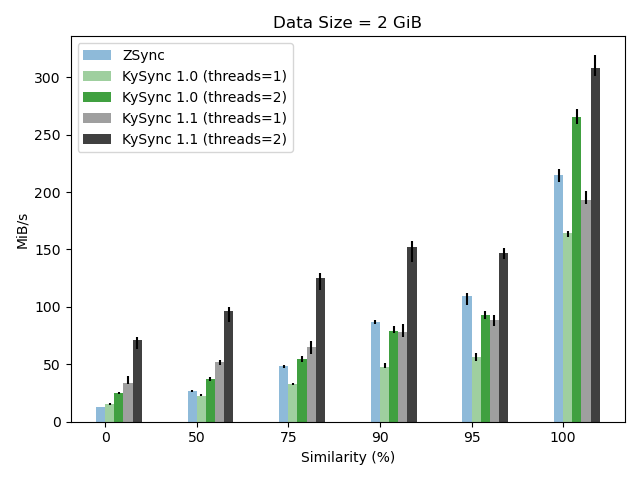 Data Size = 2 GiB
ZSync
KySync 1.0 (threads=1)
KySync 1.0 (threads=2)
KySync 1.1 (threads=1)
KySync 1.1 (threads=2)
MiB/s
300
250
200
150
100
50
0
0 50 75 90 95 100
Similarity (%)